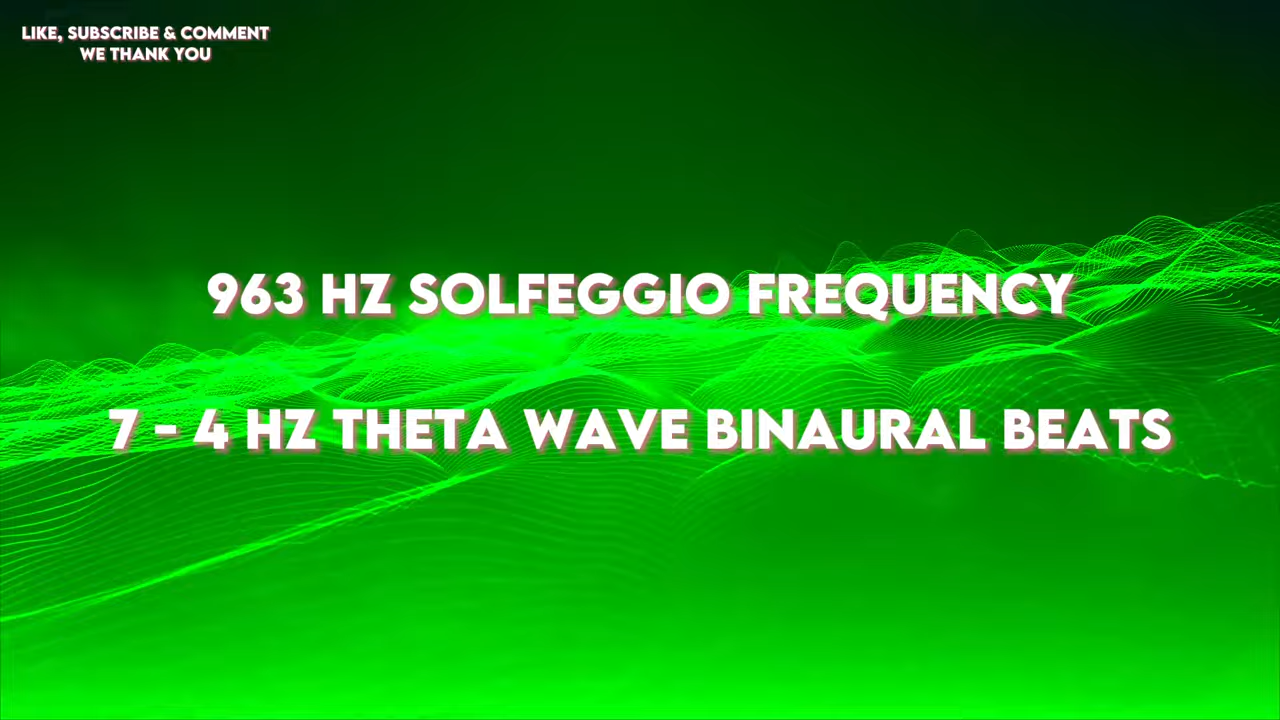 LIKE, SUBSCRIBE & COMMENT
WE THANK YOU
963 HZ SOLFEGGIO FREQUENCY
7 - 4 HZ THETA WAVE BINAURAL BEATS